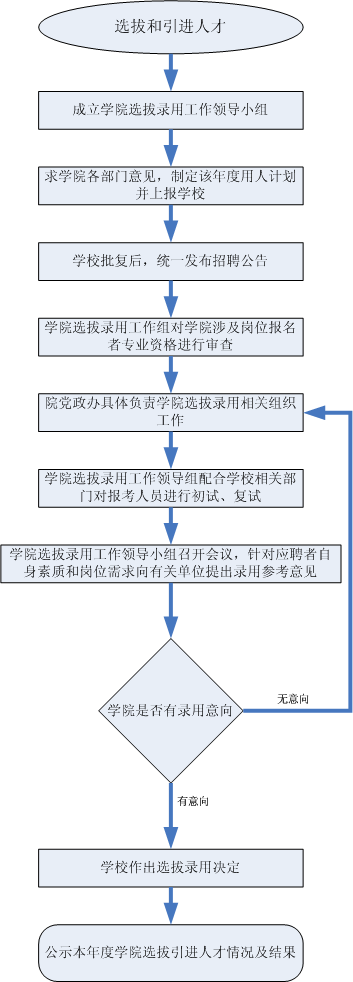 选拔和引进人才
成立学院选拔录用工作领导小组
求学院各部门意见，制定该年度用人计划
并上报学校
学校批复后，统一发布招聘公告
学院选拔录用工作组对学院涉及岗位报名
者专业资格进行审查
院党政办具体负责学院选拔录用相关组织
工作
学院选拔录用工作领导组配合学校相关部
门对报考人员进行初试、复试
学院选拔录用工作领导小组召开会议，针对应聘者自
身素质和岗位需求向有关单位提出录用参考意见
学院是否有录用意向
无意向
有意向
学校作出选拔录用决定
公示本年度学院选拔引进人才情况及结果